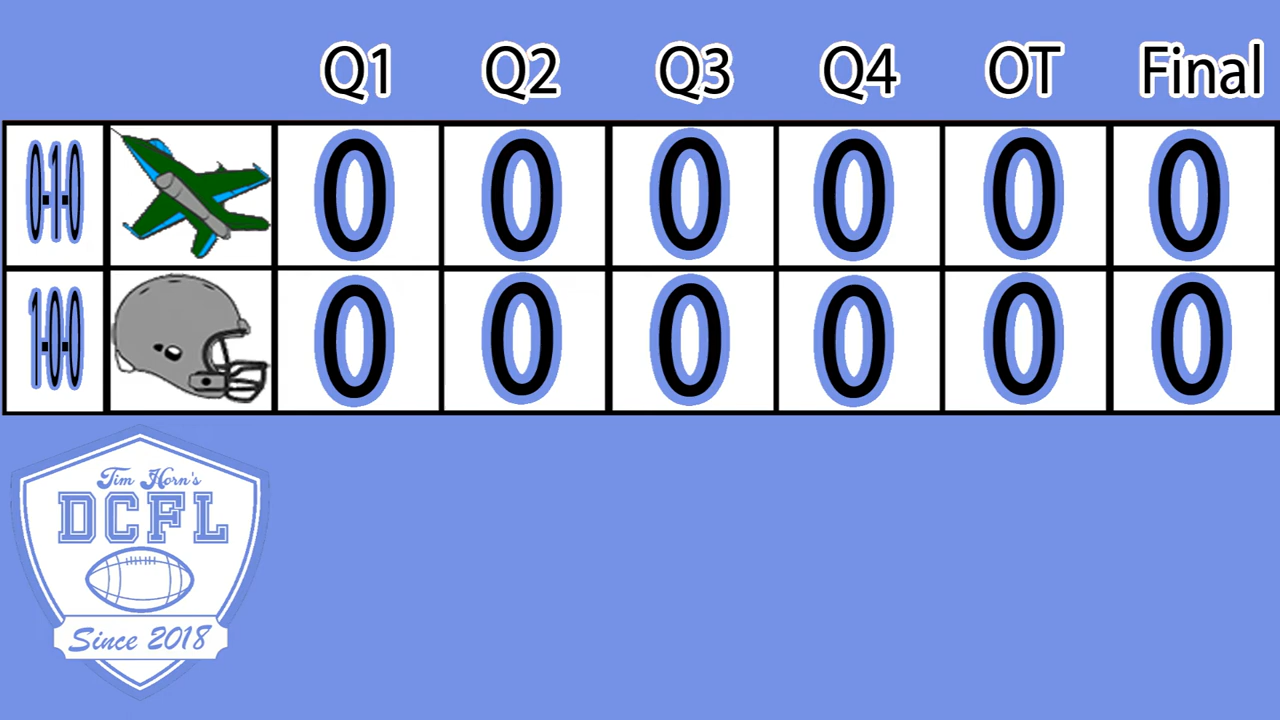 Q1 Q2 Q3 Q4 OT Final
0-1-0 0 0 0 0 0 0
1-0-0 0 0 0 0 0 0
Tim Horn's
DCFL
Since 2018